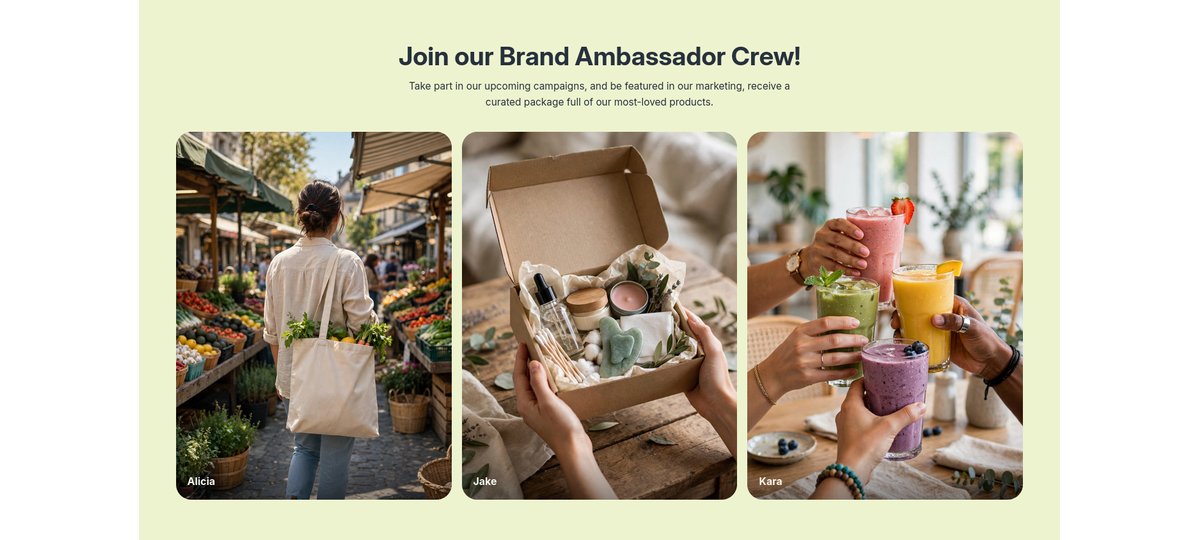 Join our Brand Ambassador Crew!
Take part in our upcoming campaigns, and be featured in our marketing, receive a
curated package full of our most-loved products.
Alicia
Jake
Kara